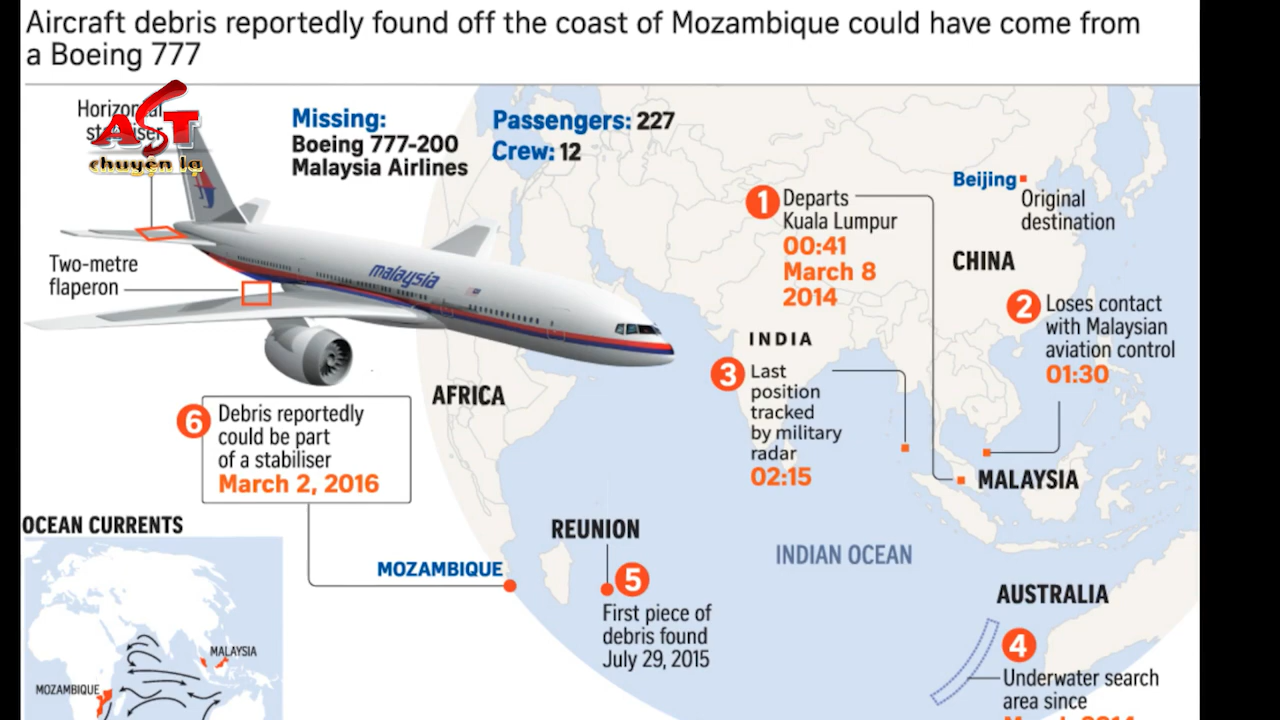 Aircraft debris reportedly found off the coast of Mozambique could have come from
a Boeing 777
Horizontal
stabiliser
AST
chuyện lạ
Missing:
Boeing 777-200
Malaysia Airlines
Passengers: 227
Crew: 12
Two-metre
flaperon
malaysia
1
Departs
Kuala Lumpur
00:41
March 8
2014
Beijing
Original
destination
CHINA
2
Loses contact
with Malaysian
aviation control
01:30
INDIA
3
Last
position
tracked
by military
radar
02:15
AFRICA
MALAYSIA
6
Debris reportedly
could be part
of a stabiliser
March 2, 2016
MOZAMBIQUE
REUNION
5
First piece of
debris found
July 29, 2015
INDIAN OCEAN
AUSTRALIA
4
Underwater search
area since
March 2014
OCEAN CURRENTS
MALAYSIA
MOZAMBIQUE